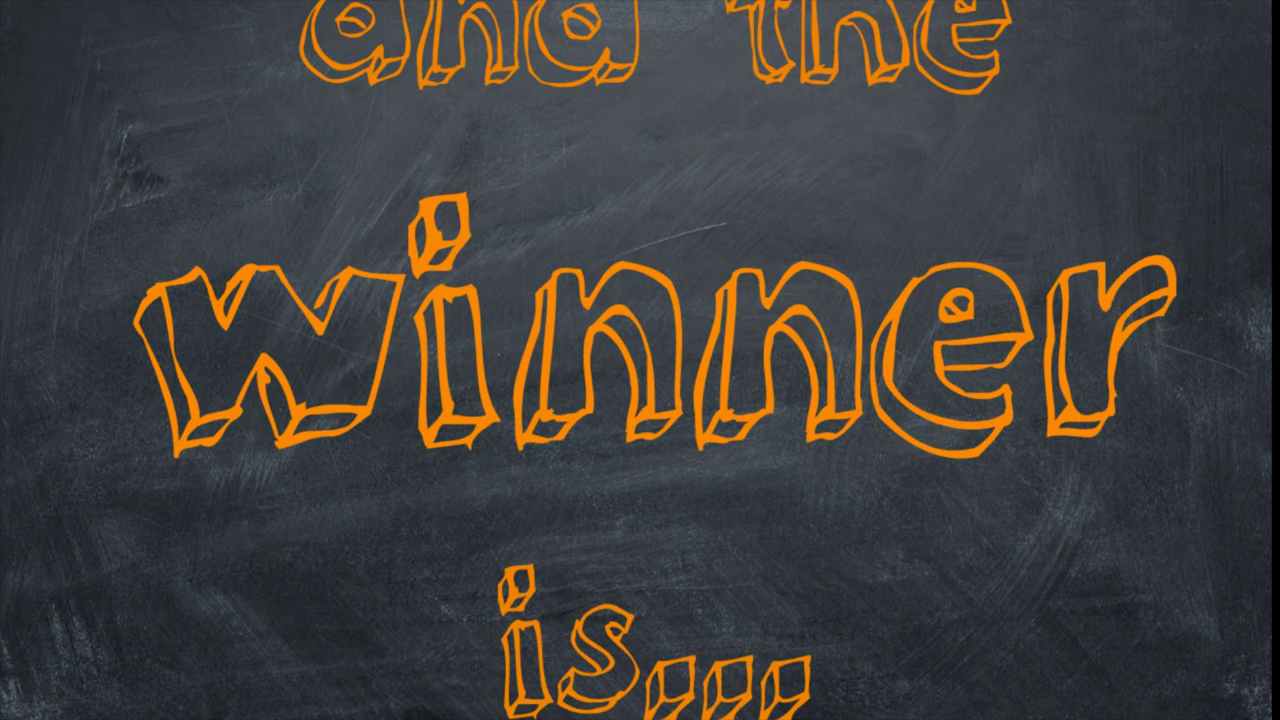 and the
winner
is,,,